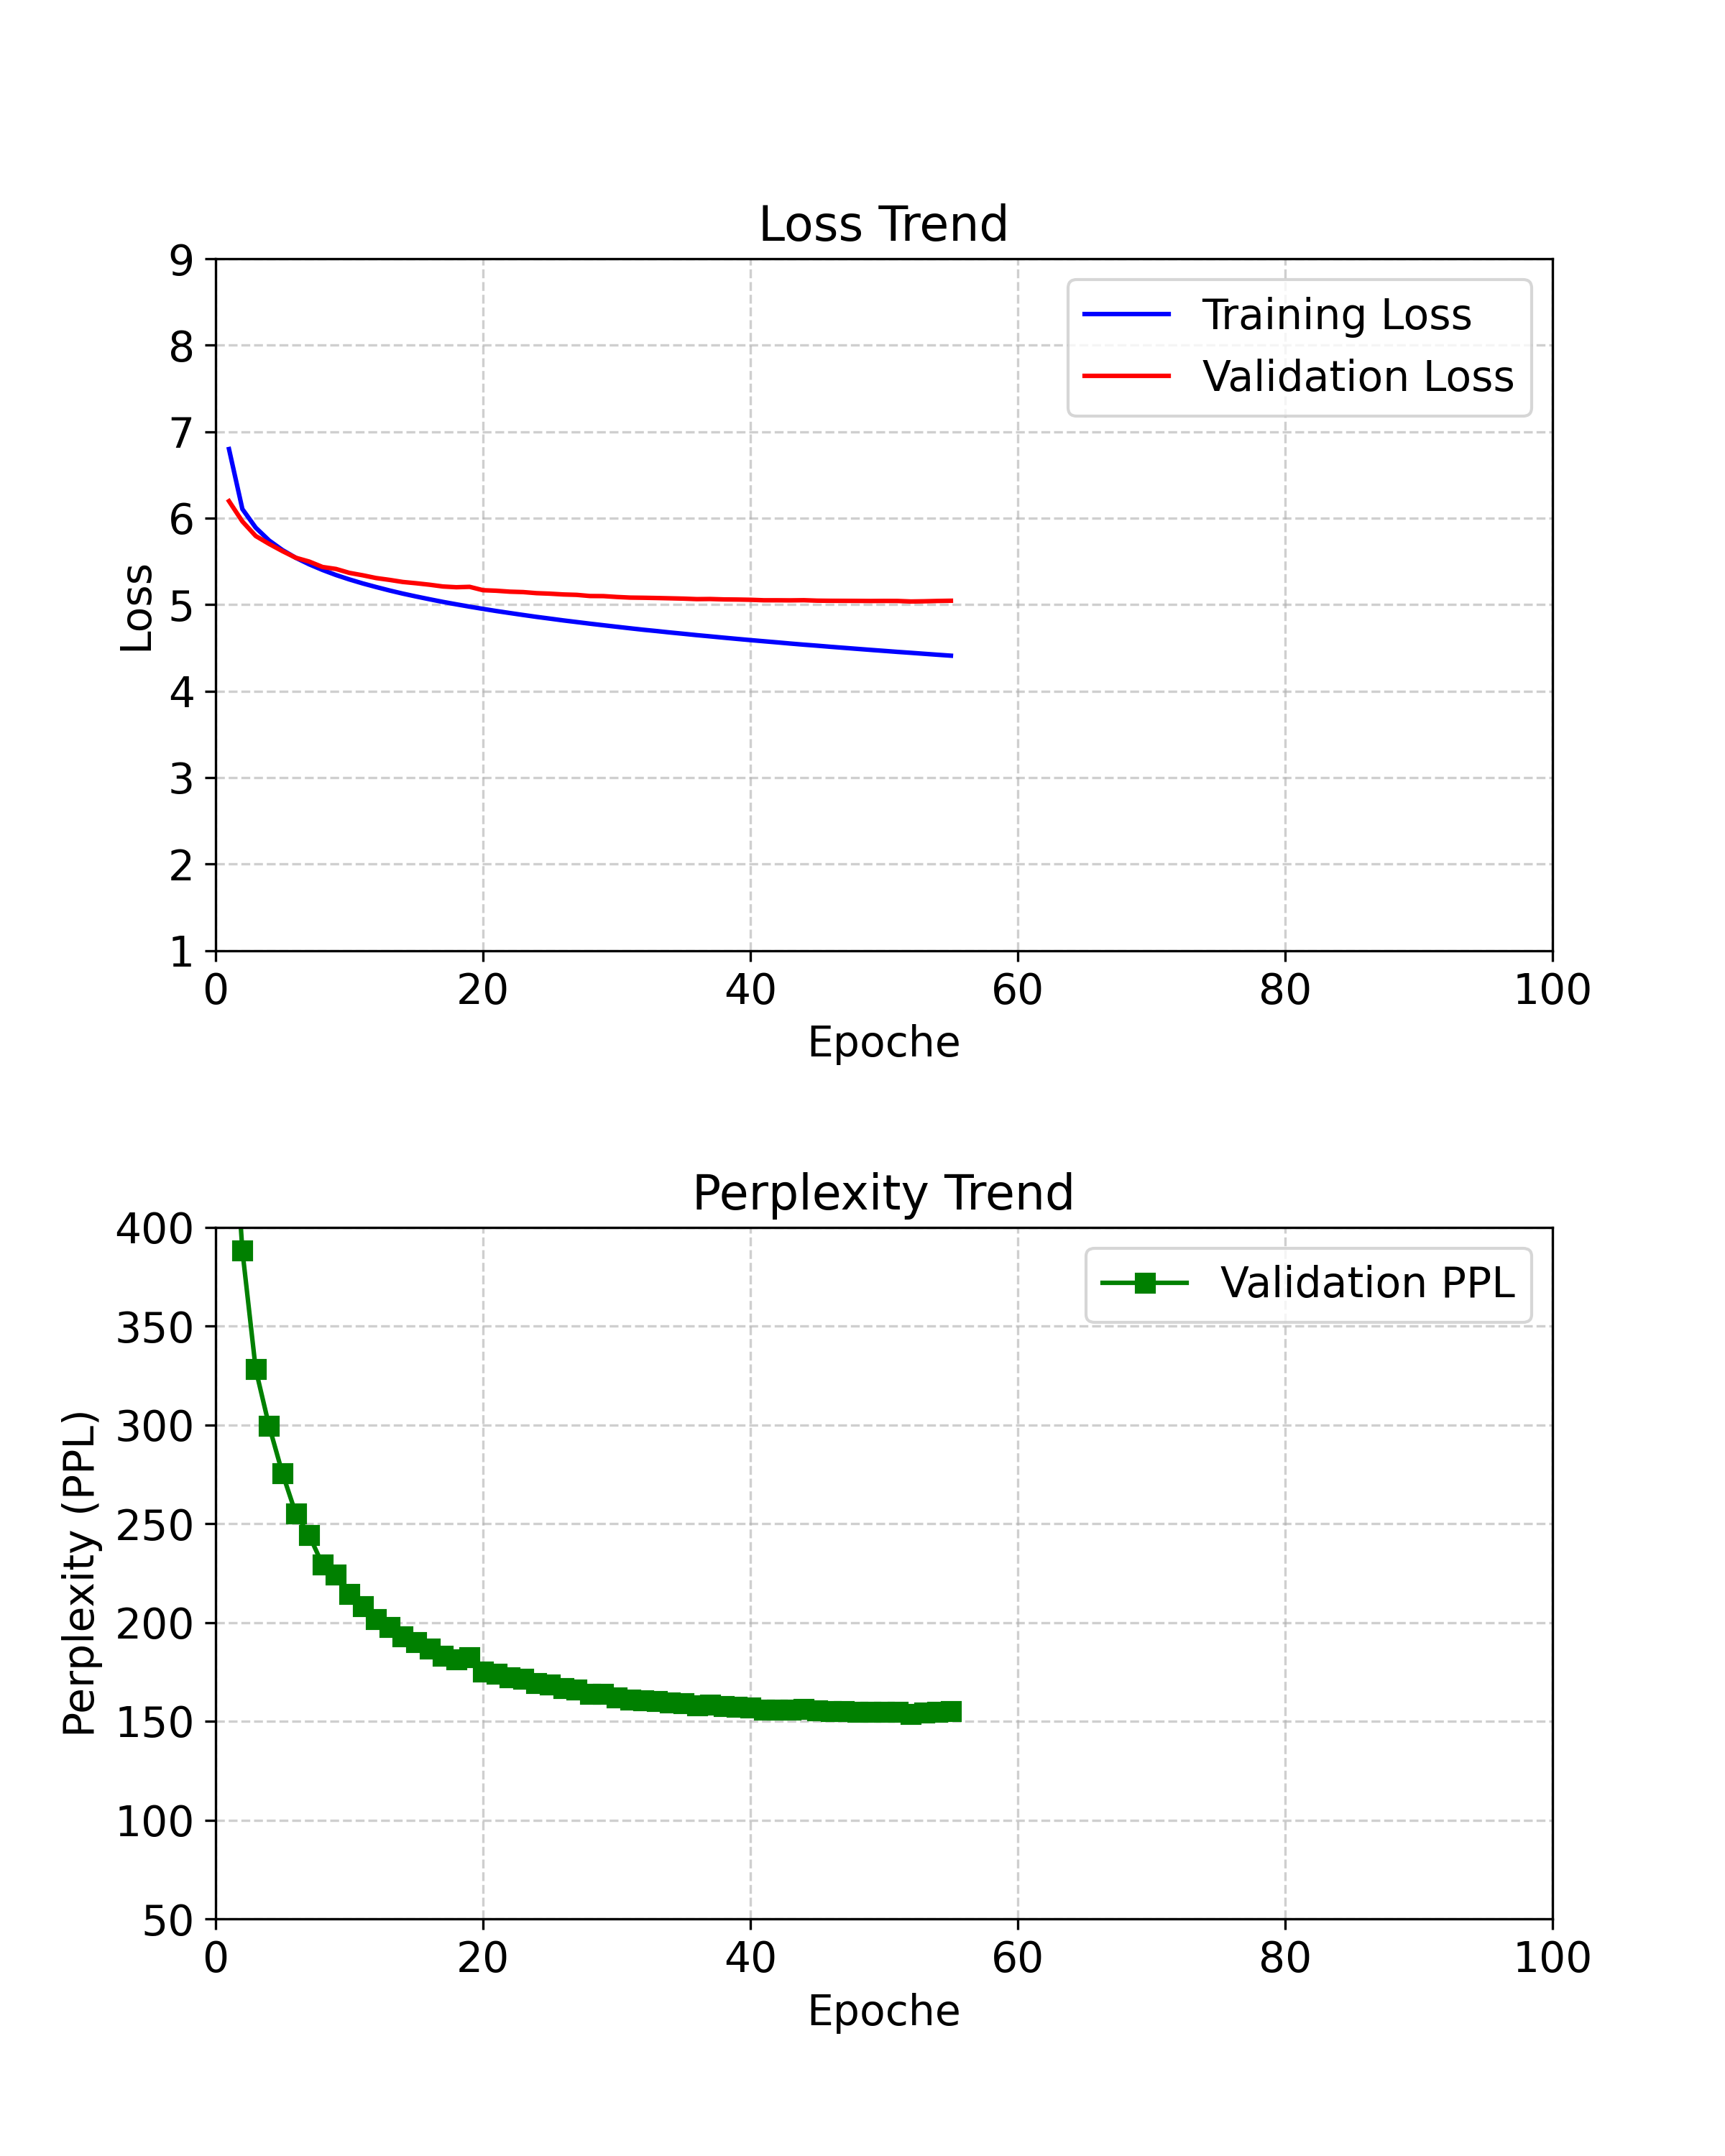 Loss Trend
9
8
7
6
5
4
3
2
1
Loss
Training Loss
Validation Loss
0 20 40 60 80 100
Epoche
Perplexity Trend
400
350
300
250
200
150
100
50
Perplexity (PPL)
Validation PPL
0 20 40 60 80 100
Epoche